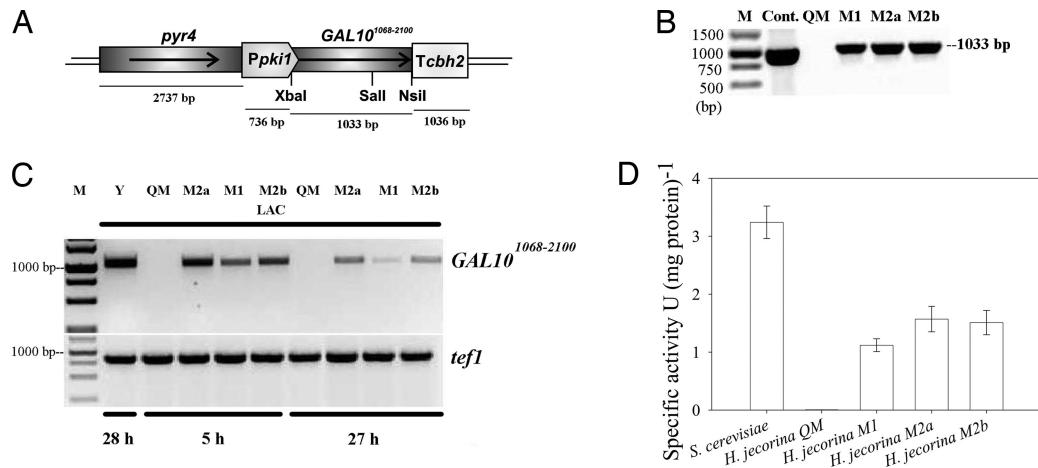 A
pyr4
GAL10 1068-2100
Ppki1
Tcbh2
XbaI
SalI
NsiI
2737 bp
736 bp
1033 bp
1036 bp
B
M Cont. QM M1 M2a M2b
1500
1000
750
500
(bp)
--1033 bp
C
M Y QM M2a M1 M2b QM M2a M1 M2b
LAC
1000 bp--
GAL10 1068-2100
1000 bp--
tef1
28 h
5 h
27 h
D
Specific activity U (mg protein)-1
4
3
2
1
0
S. cerevisiae
H. jecorina QM
H. jecorina M1
H. jecorina M2a
H. jecorina M2b